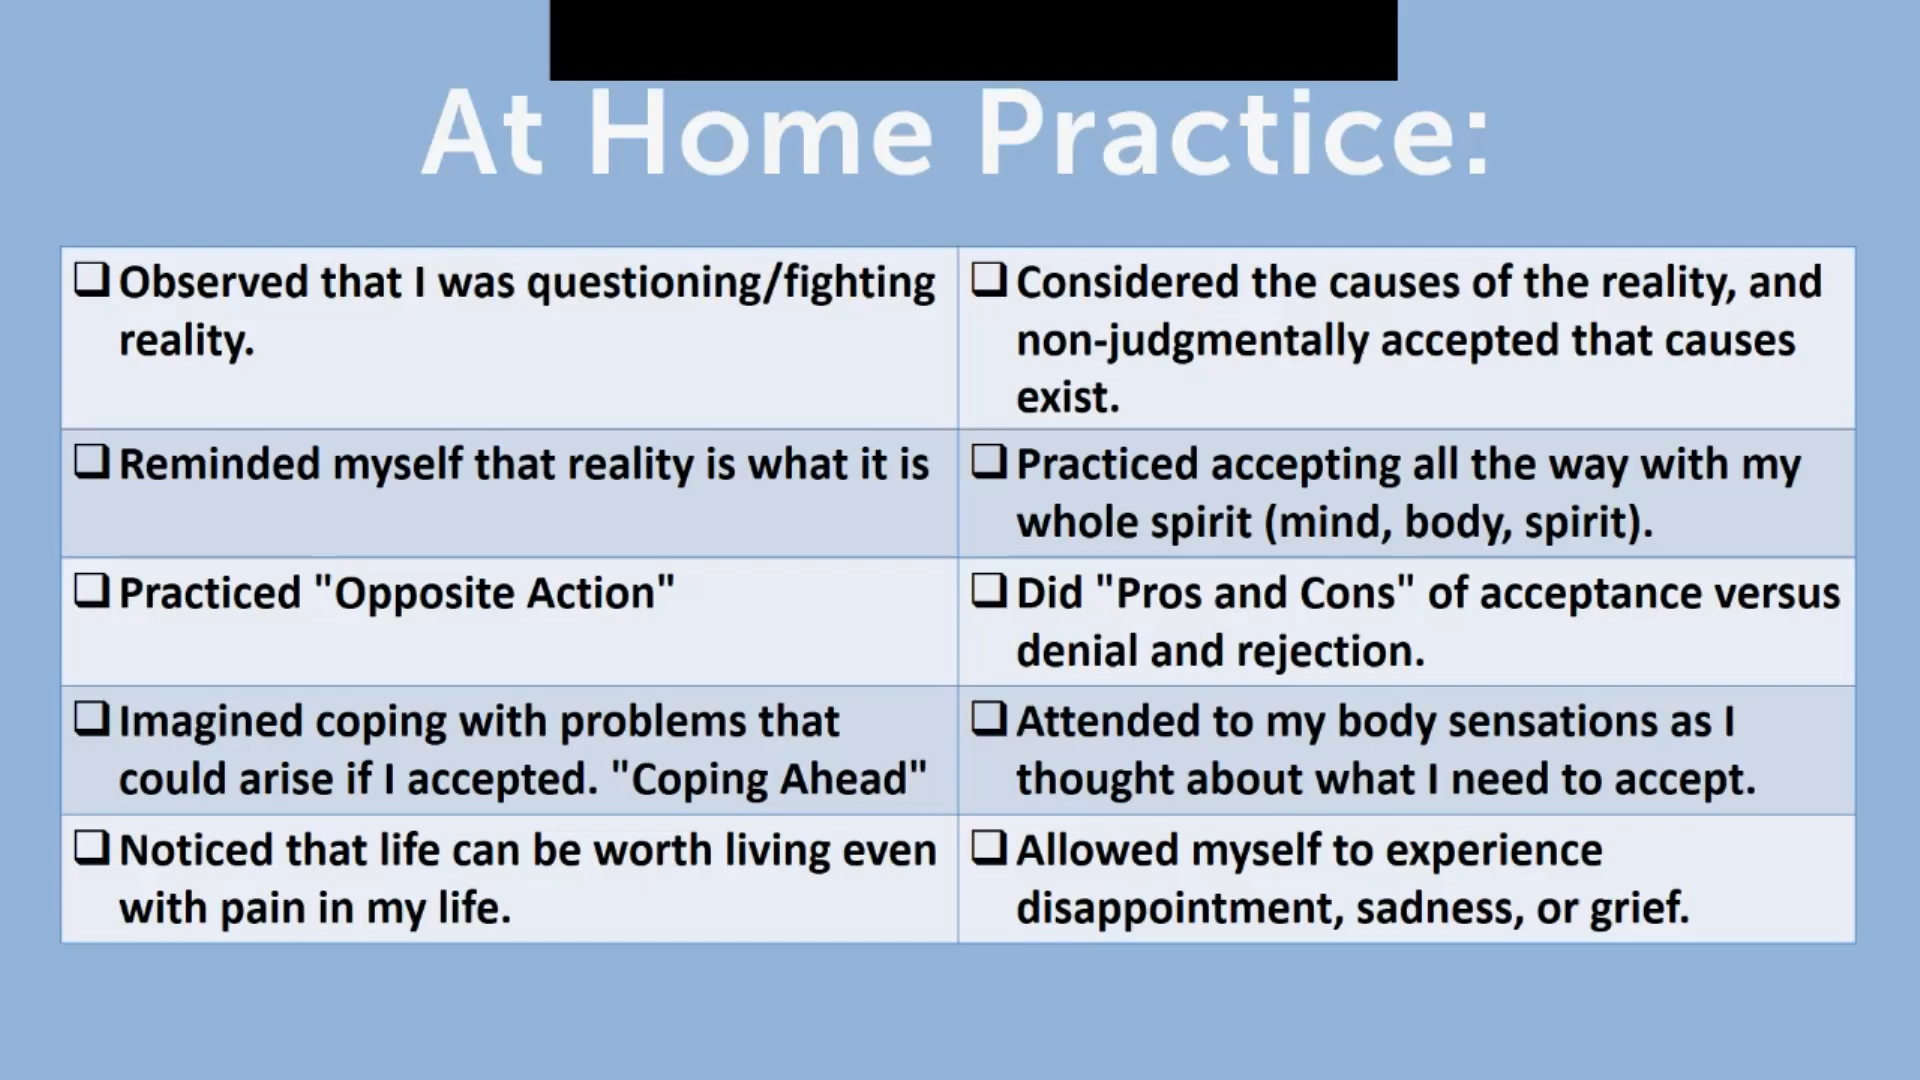 At Home Practice:
❑ Observed that I was questioning/fighting
reality.
❑ Considered the causes of the reality, and
non-judgmentally accepted that causes
exist.
❑ Reminded myself that reality is what it is
❑ Practiced accepting all the way with my
whole spirit (mind, body, spirit).
❑ Practiced "Opposite Action"
❑ Did "Pros and Cons" of acceptance versus
denial and rejection.
❑ Imagined coping with problems that
could arise if I accepted. "Coping Ahead"
❑ Attended to my body sensations as I
thought about what I need to accept.
❑ Noticed that life can be worth living even
with pain in my life.
❑ Allowed myself to experience
disappointment, sadness, or grief.